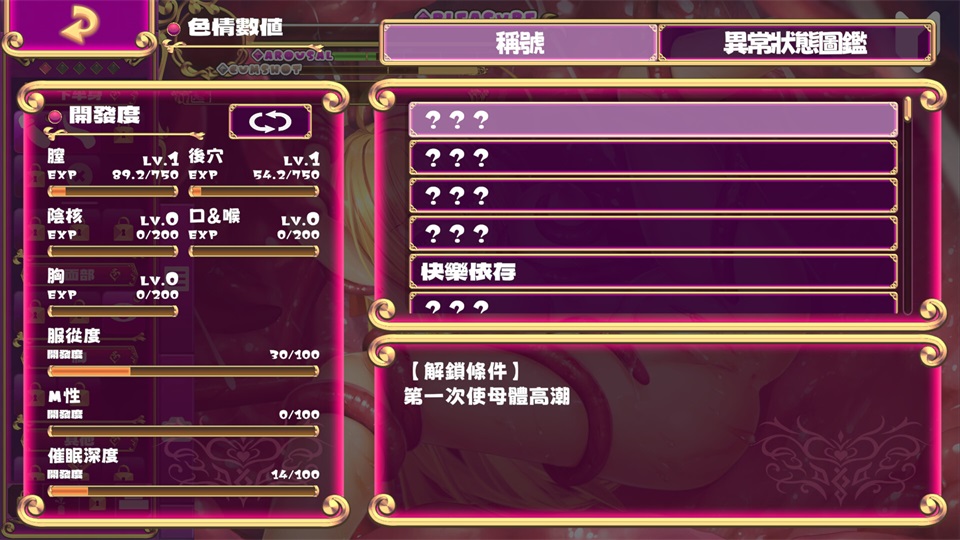 色情數值
PLEASURE
AROUSAL
CUMSHOT
稱號
異常狀態圖鑑
開發度
膣 LV.1
EXP 89.2/750
後穴 LV.1
EXP 54.2/750
陰核 LV.0
EXP 0/200
口&喉 LV.0
EXP 0/200
胸 LV.0
EXP 0/200
服從度
開發度 30/100
M性
開發度 0/100
催眠深度
開發度 14/100
???
???
???
???
快樂依存
???
【解鎖條件】
第一次使母體高潮